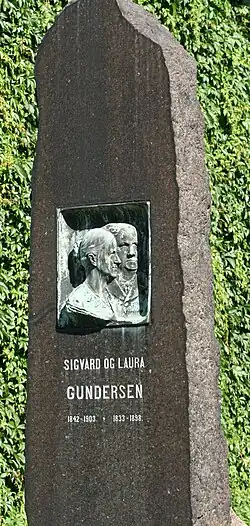 SIGVARD OG LAURA
GUNDERSEN
1842-1903. • 1833-1898.